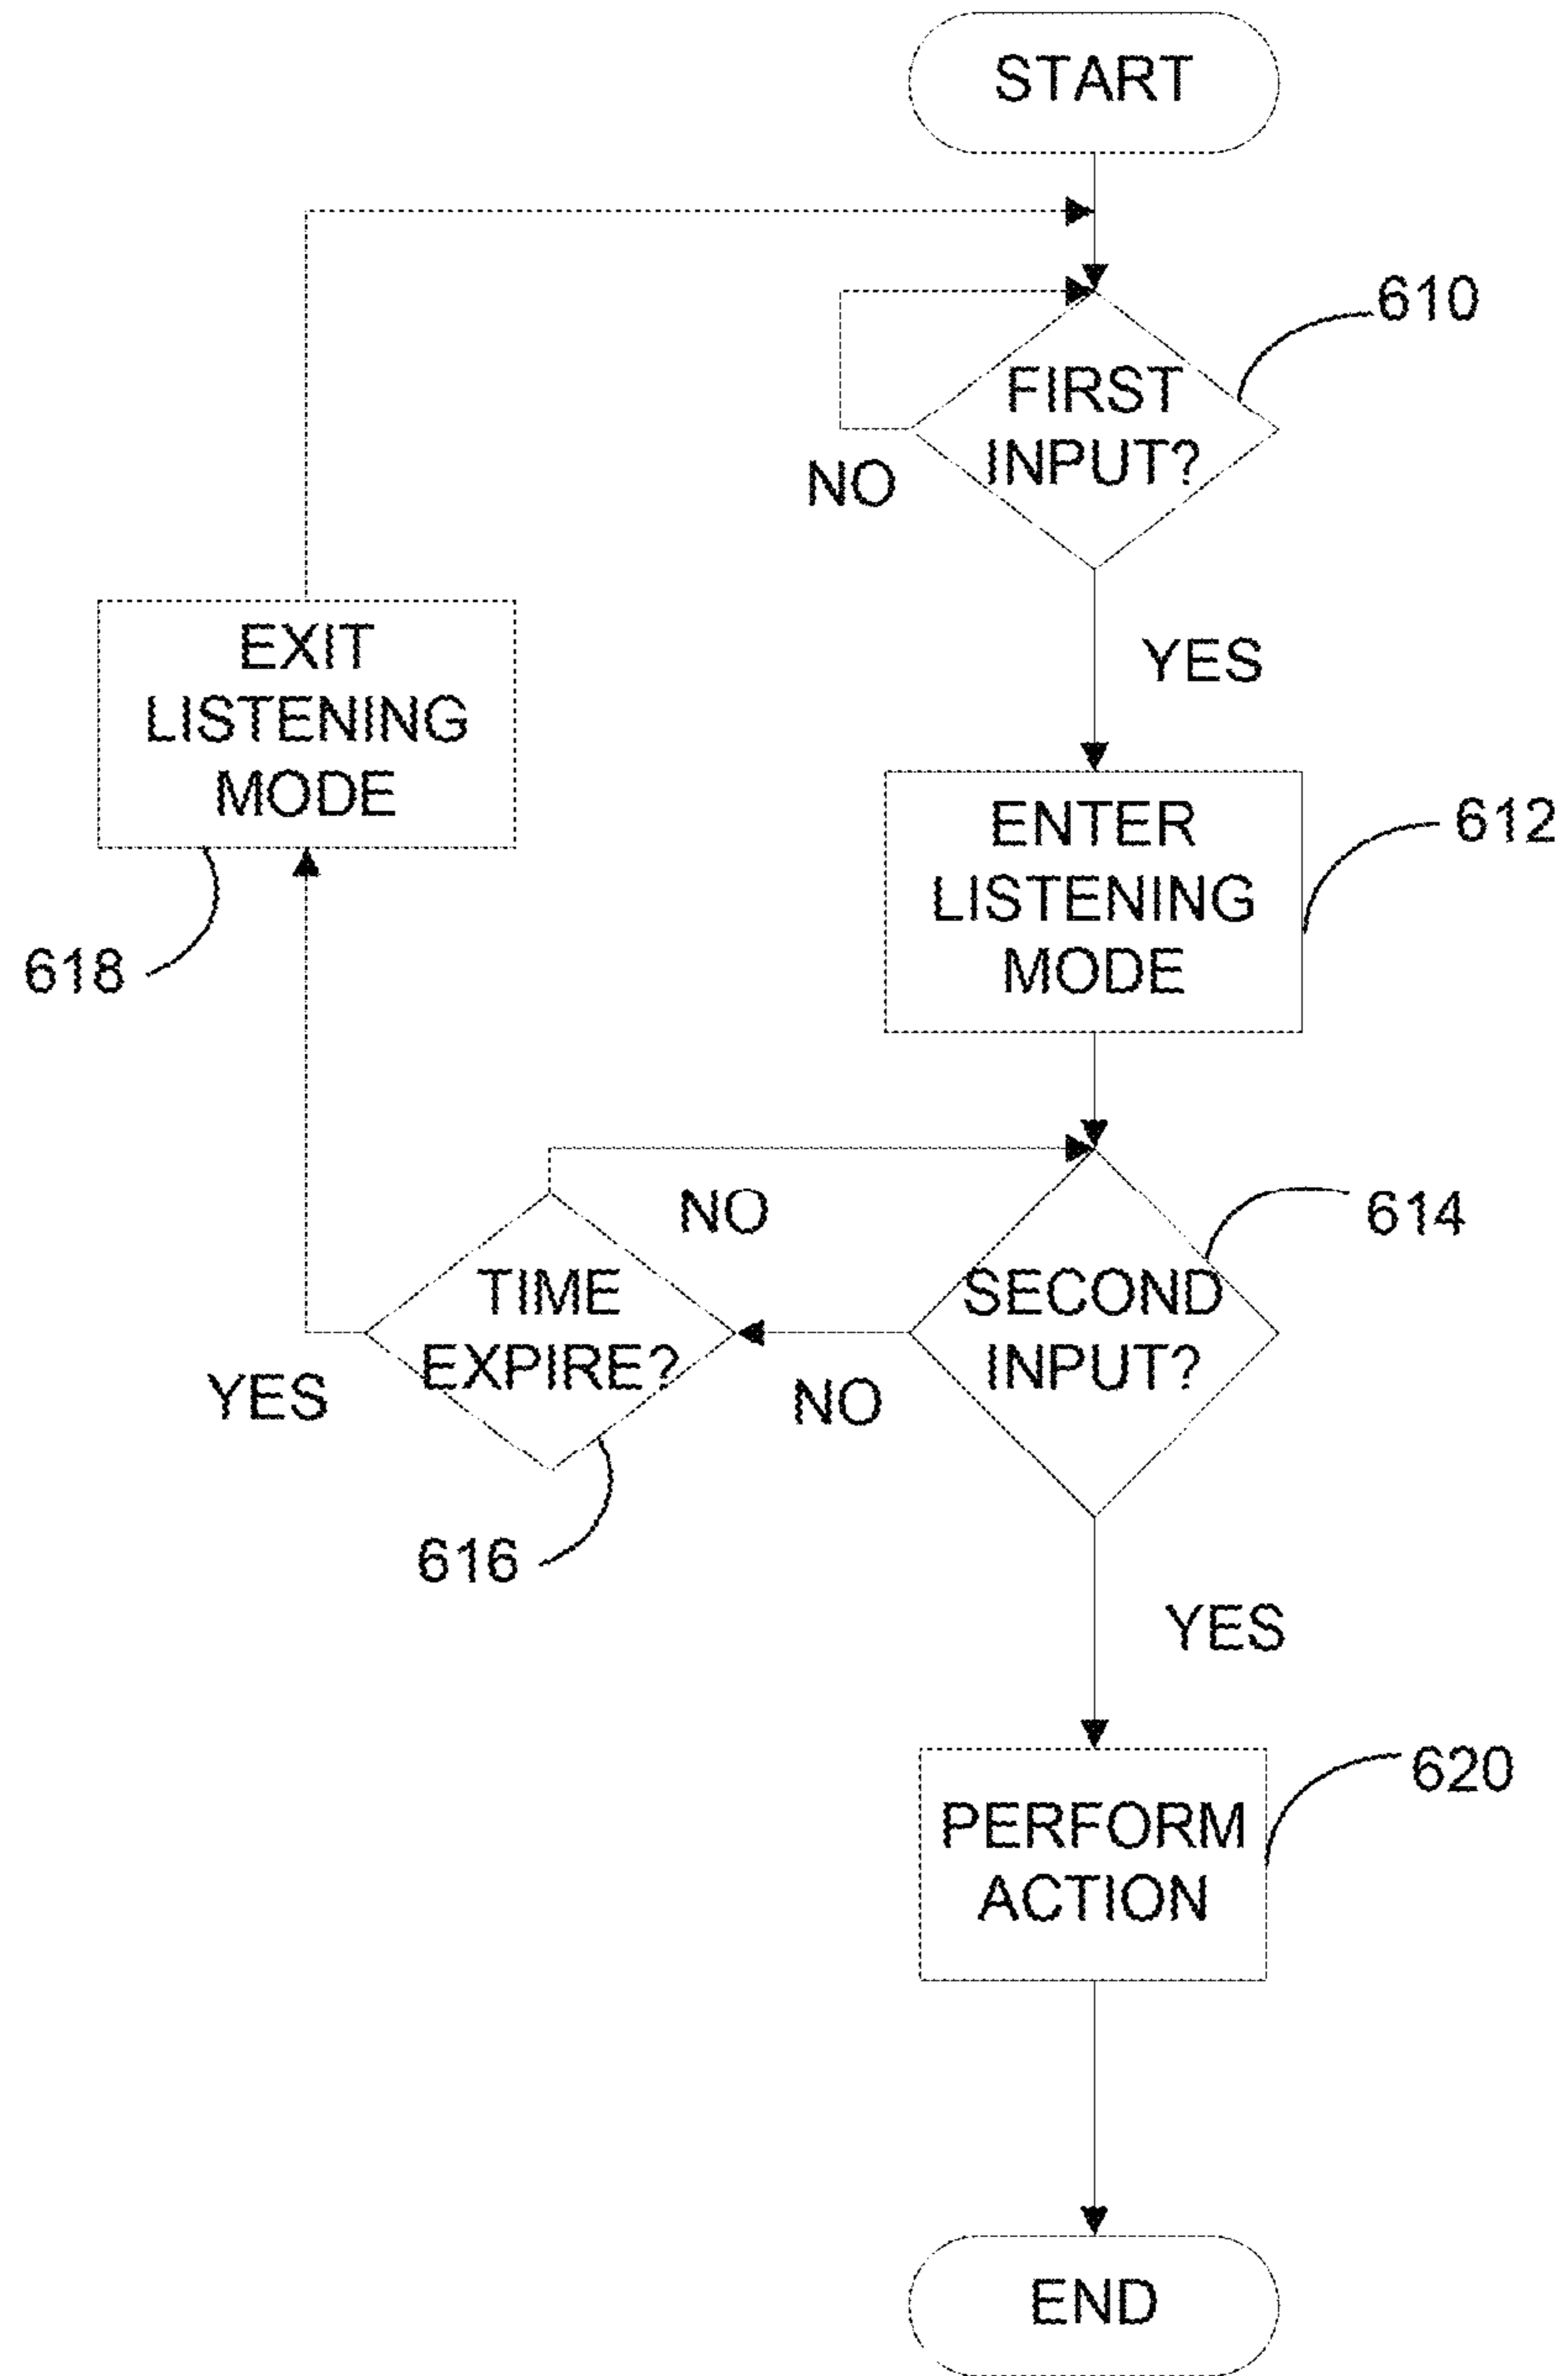 START
610
FIRST
INPUT?
NO
YES
EXIT
LISTENING
MODE
618
ENTER
LISTENING
MODE
612
614
NO
TIME
EXPIRE?
SECOND
INPUT?
YES
NO
616
YES
620
PERFORM
ACTION
END